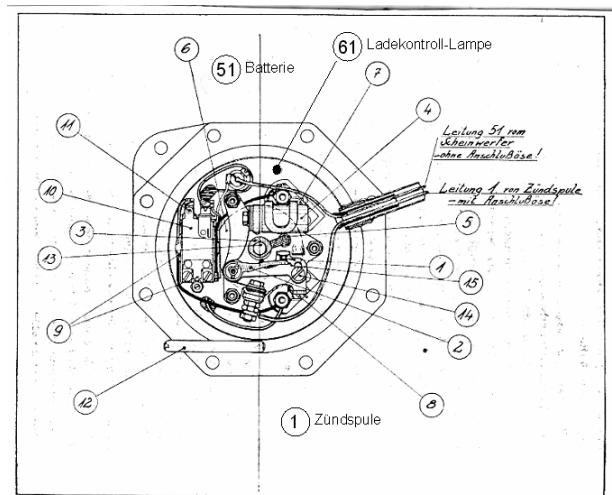 6
51 Batterie
61 Ladekontroll-Lampe
7
4
11
Leitung 51 vom
Scheinwerfer
-ohne Anschlußöse!
10
Leitung 1 von Zündspule
- mit Anschlußöse!
3
5
13
1
15
9
14
2
12
8
1 Zündspule